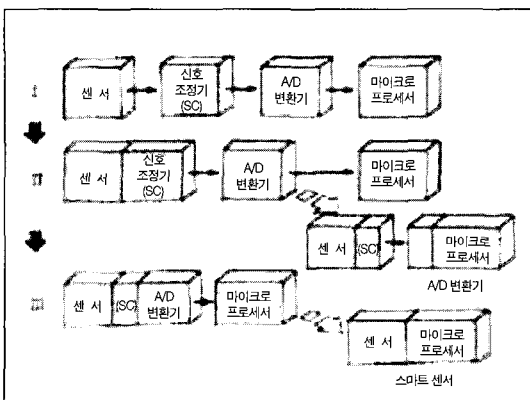 I
센 서
신호
조정기
(SC)
A/D
변환기
마이크로
프로세서
II
센 서
신호
조정기
(SC)
A/D
변환기
마이크로
프로세서
센 서
(SC)
마이크로
프로세서
A/D 변환기
III
센 서
(SC)
A/D
변환기
마이크로
프로세서
센 서
마이크로
프로세서
스마트 센서